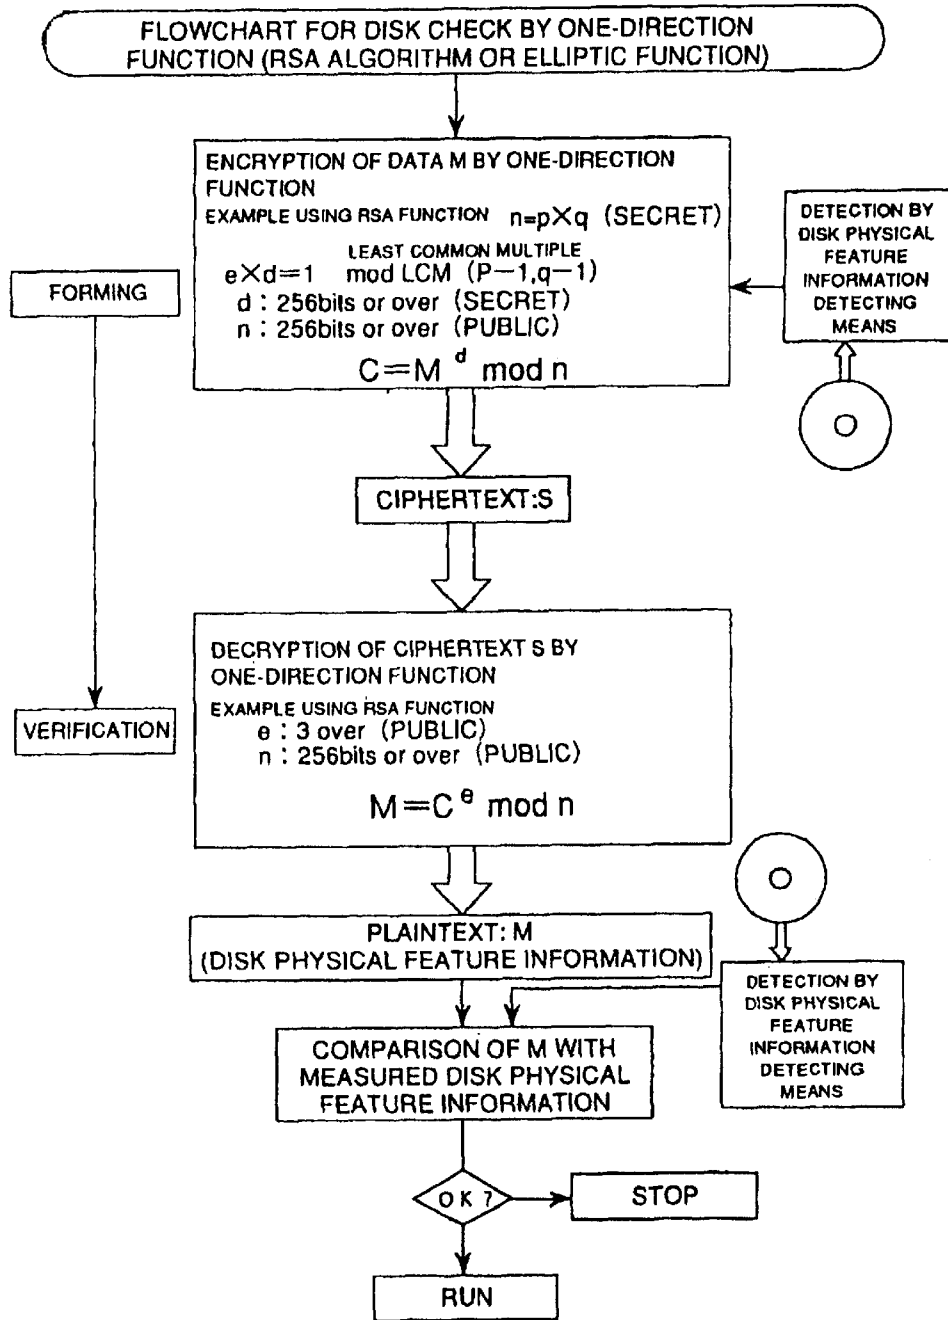 FLOWCHART FOR DISK CHECK BY ONE-DIRECTION
FUNCTION (RSA ALGORITHM OR ELLIPTIC FUNCTION)
ENCRYPTION OF DATA M BY ONE-DIRECTION
FUNCTION
EXAMPLE USING RSA FUNCTION n=p×q (SECRET)
LEAST COMMON MULTIPLE
e×d=1 mod LCM (P-1,q-1)
d : 256bits or over (SECRET)
n : 256bits or over (PUBLIC)
C=M^d mod n
DETECTION BY
DISK PHYSICAL
FEATURE
INFORMATION
DETECTING
MEANS
FORMING
CIPHERTEXT:S
DECRYPTION OF CIPHERTEXT S BY
ONE-DIRECTION FUNCTION
EXAMPLE USING RSA FUNCTION
e : 3 over (PUBLIC)
n : 256bits or over (PUBLIC)
M=C^e mod n
VERIFICATION
PLAINTEXT: M
(DISK PHYSICAL FEATURE INFORMATION)
DETECTION BY
DISK PHYSICAL
FEATURE
INFORMATION
DETECTING
MEANS
COMPARISON OF M WITH
MEASURED DISK PHYSICAL
FEATURE INFORMATION
OK?
STOP
RUN